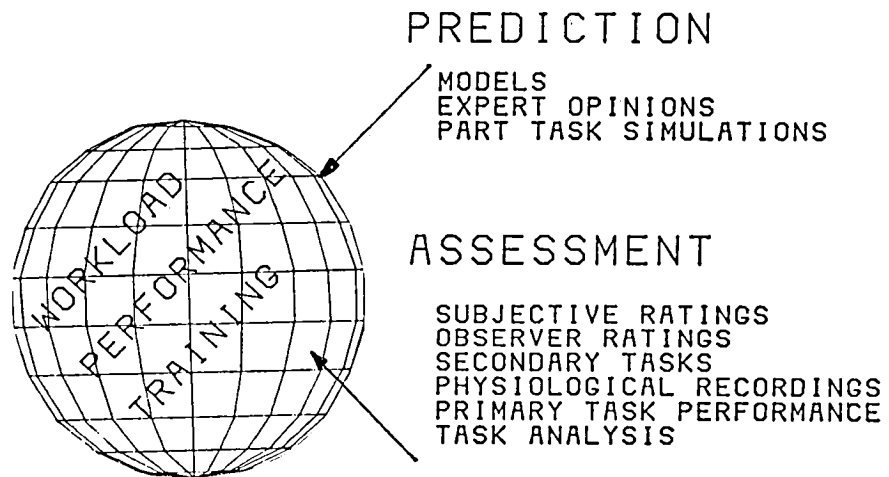 PREDICTION
MODELS
EXPERT OPINIONS
PART TASK SIMULATIONS
WORKLOAD
PERFORMANCE
TRAINING
ASSESSMENT
SUBJECTIVE RATINGS
OBSERVER RATINGS
SECONDARY TASKS
PHYSIOLOGICAL RECORDINGS
PRIMARY TASK PERFORMANCE
TASK ANALYSIS